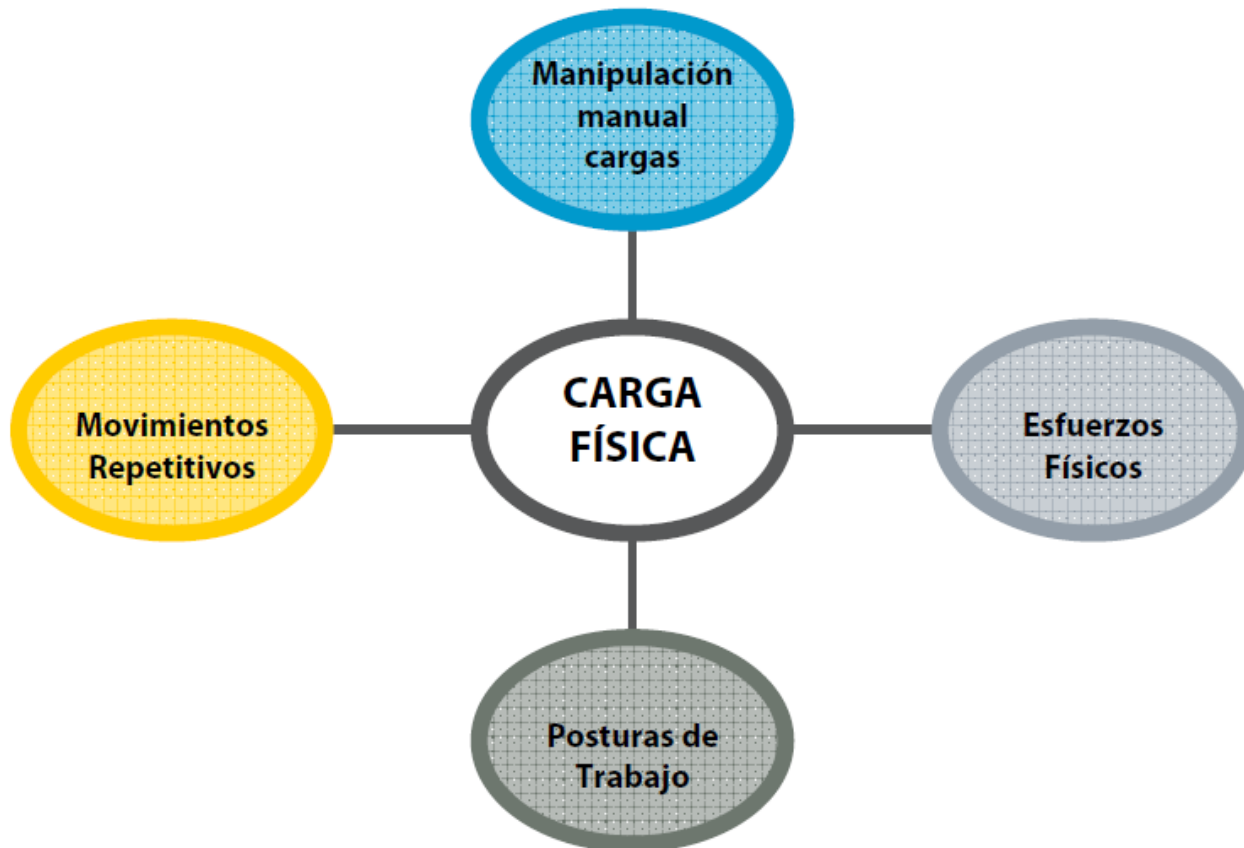 Manipulación
manual
cargas
Movimientos
Repetitivos
CARGA
FÍSICA
Esfuerzos
Físicos
Posturas de
Trabajo